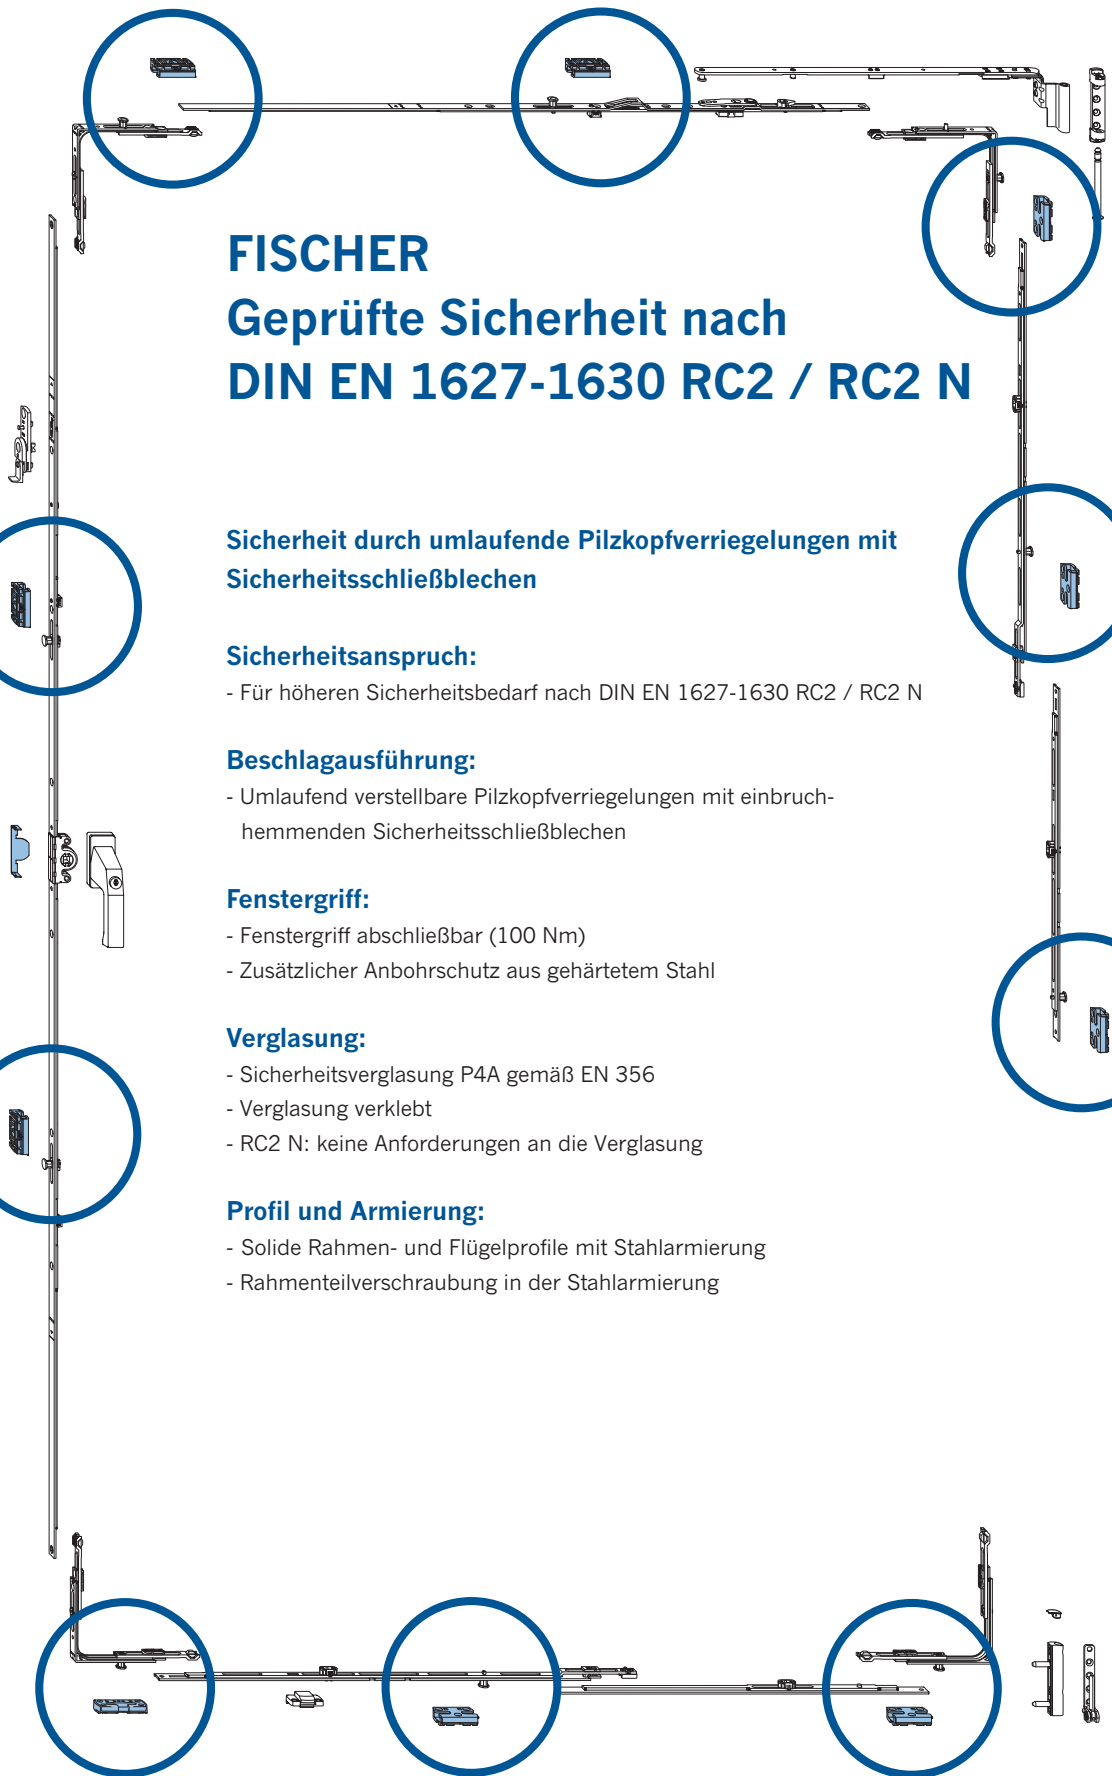 FISCHER
Geprüfte Sicherheit nach
DIN EN 1627-1630 RC2 / RC2 N
Sicherheit durch umlaufende Pilzkopfverriegelungen mit
Sicherheitsschließblechen
Sicherheitsanspruch:
- Für höheren Sicherheitsbedarf nach DIN EN 1627-1630 RC2 / RC2 N
Beschlagausführung:
- Umlaufend verstellbare Pilzkopfverriegelungen mit einbruch-
hemmenden Sicherheitsschließblechen
Fenstergriff:
- Fenstergriff abschließbar (100 Nm)
- Zusätzlicher Anbohrschutz aus gehärtetem Stahl
Verglasung:
- Sicherheitsverglasung P4A gemäß EN 356
- Verglasung verklebt
- RC2 N: keine Anforderungen an die Verglasung
Profil und Armierung:
- Solide Rahmen- und Flügelprofile mit Stahlarmierung
- Rahmenteilverschraubung in der Stahlarmierung